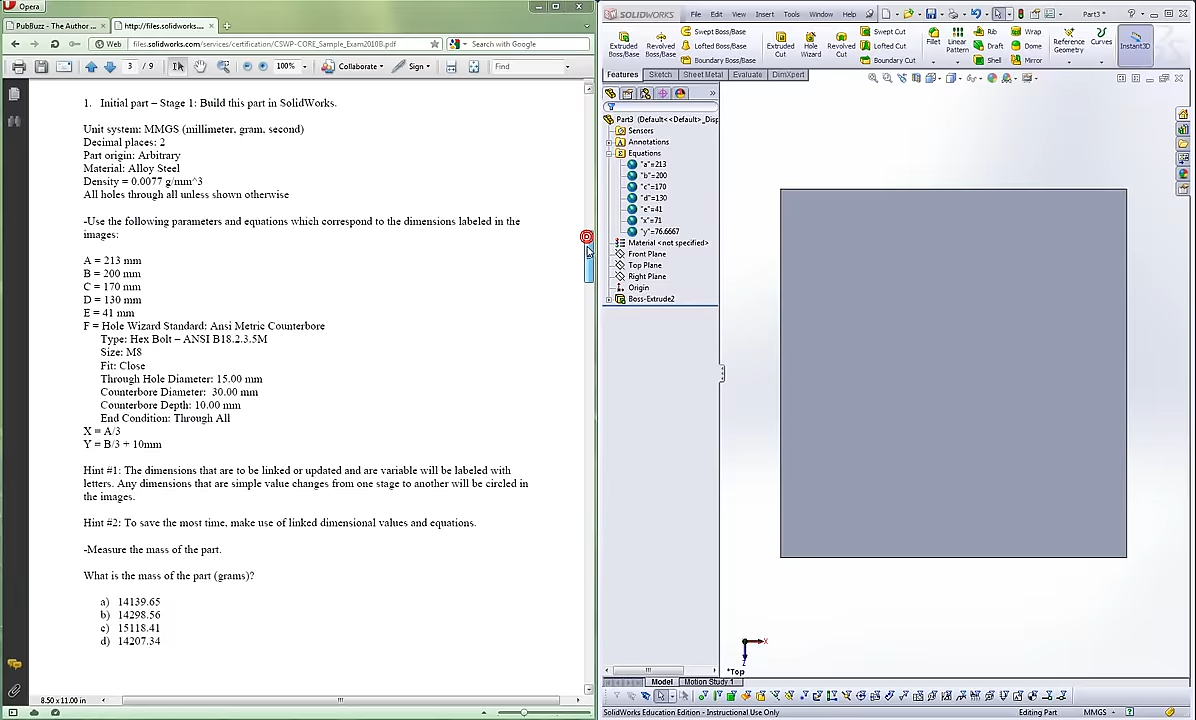 Opera
PubBuzz - The Author ...
http://files.solidworks....
Web
files.solidworks.com/services/certification/CSWP-CORE_Sample_Exam2010B.pdf
Search with Google
3 / 9
100%
Collaborate
Sign
Find
1. Initial part – Stage 1: Build this part in SolidWorks.
Unit system: MMGS (millimeter, gram, second)
Decimal places: 2
Part origin: Arbitrary
Material: Alloy Steel
Density = 0.0077 g/mm^3
All holes through all unless shown otherwise
-Use the following parameters and equations which correspond to the dimensions labeled in the
images:
A = 213 mm
B = 200 mm
C = 170 mm
D = 130 mm
E = 41 mm
F = Hole Wizard Standard: Ansi Metric Counterbore
Type: Hex Bolt – ANSI B18.2.3.5M
Size: M8
Fit: Close
Through Hole Diameter: 15.00 mm
Counterbore Diameter: 30.00 mm
Counterbore Depth: 10.00 mm
End Condition: Through All
X = A/3
Y = B/3 + 10mm
Hint #1: The dimensions that are to be linked or updated and are variable will be labeled with
letters. Any dimensions that are simple value changes from one stage to another will be circled in
the images.
Hint #2: To save the most time, make use of linked dimensional values and equations.
-Measure the mass of the part.
What is the mass of the part (grams)?
a) 14139.65
b) 14298.56
c) 15118.41
d) 14207.34
8.50 x 11.00 in
SOLIDWORKS
File Edit View Insert Tools Window Help
Part3 *
Extruded Boss/Base
Revolved Boss/Base
Swept Boss/Base
Lofted Boss/Base
Boundary Boss/Base
Extruded Cut
Hole Wizard
Revolved Cut
Swept Cut
Lofted Cut
Boundary Cut
Fillet
Linear Pattern
Rib
Draft
Shell
Wrap
Dome
Mirror
Reference Geometry
Curves
Instant3D
Features Sketch Sheet Metal Evaluate DimXpert
Part3 (Default<<Default>_Disp
Sensors
Annotations
Equations
"a"=213
"b"=200
"c"=170
"d"=130
"e"=41
"x"=71
"y"=76.6667
Material <not specified>
Front Plane
Top Plane
Right Plane
Origin
Boss-Extrude2
X
Z
*Top
Model
Motion Study 1
SolidWorks Education Edition - Instructional Use Only
Editing Part
MMGS